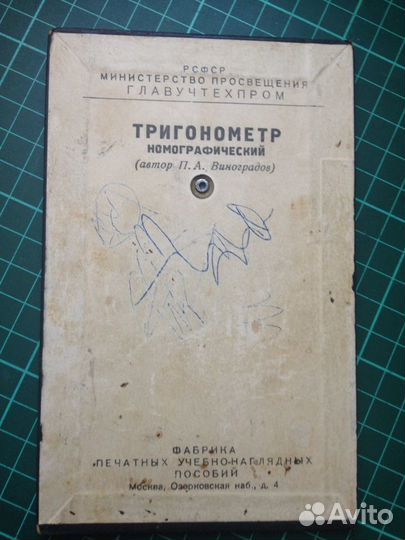 РСФСР
МИНИСТЕРСТВО ПРОСВЕЩЕНИЯ
ГЛАВУЧТЕХПРОМ
ТРИГОНОМЕТР
НОМОГРАФИЧЕСКИЙ
(автор П. А. Виноградов)
ФАБРИКА
ПЕЧАТНЫХ УЧЕБНО-НАГЛЯДНЫХ
ПОСОБИЙ
Москва, Озерковская наб., д. 4
Avito